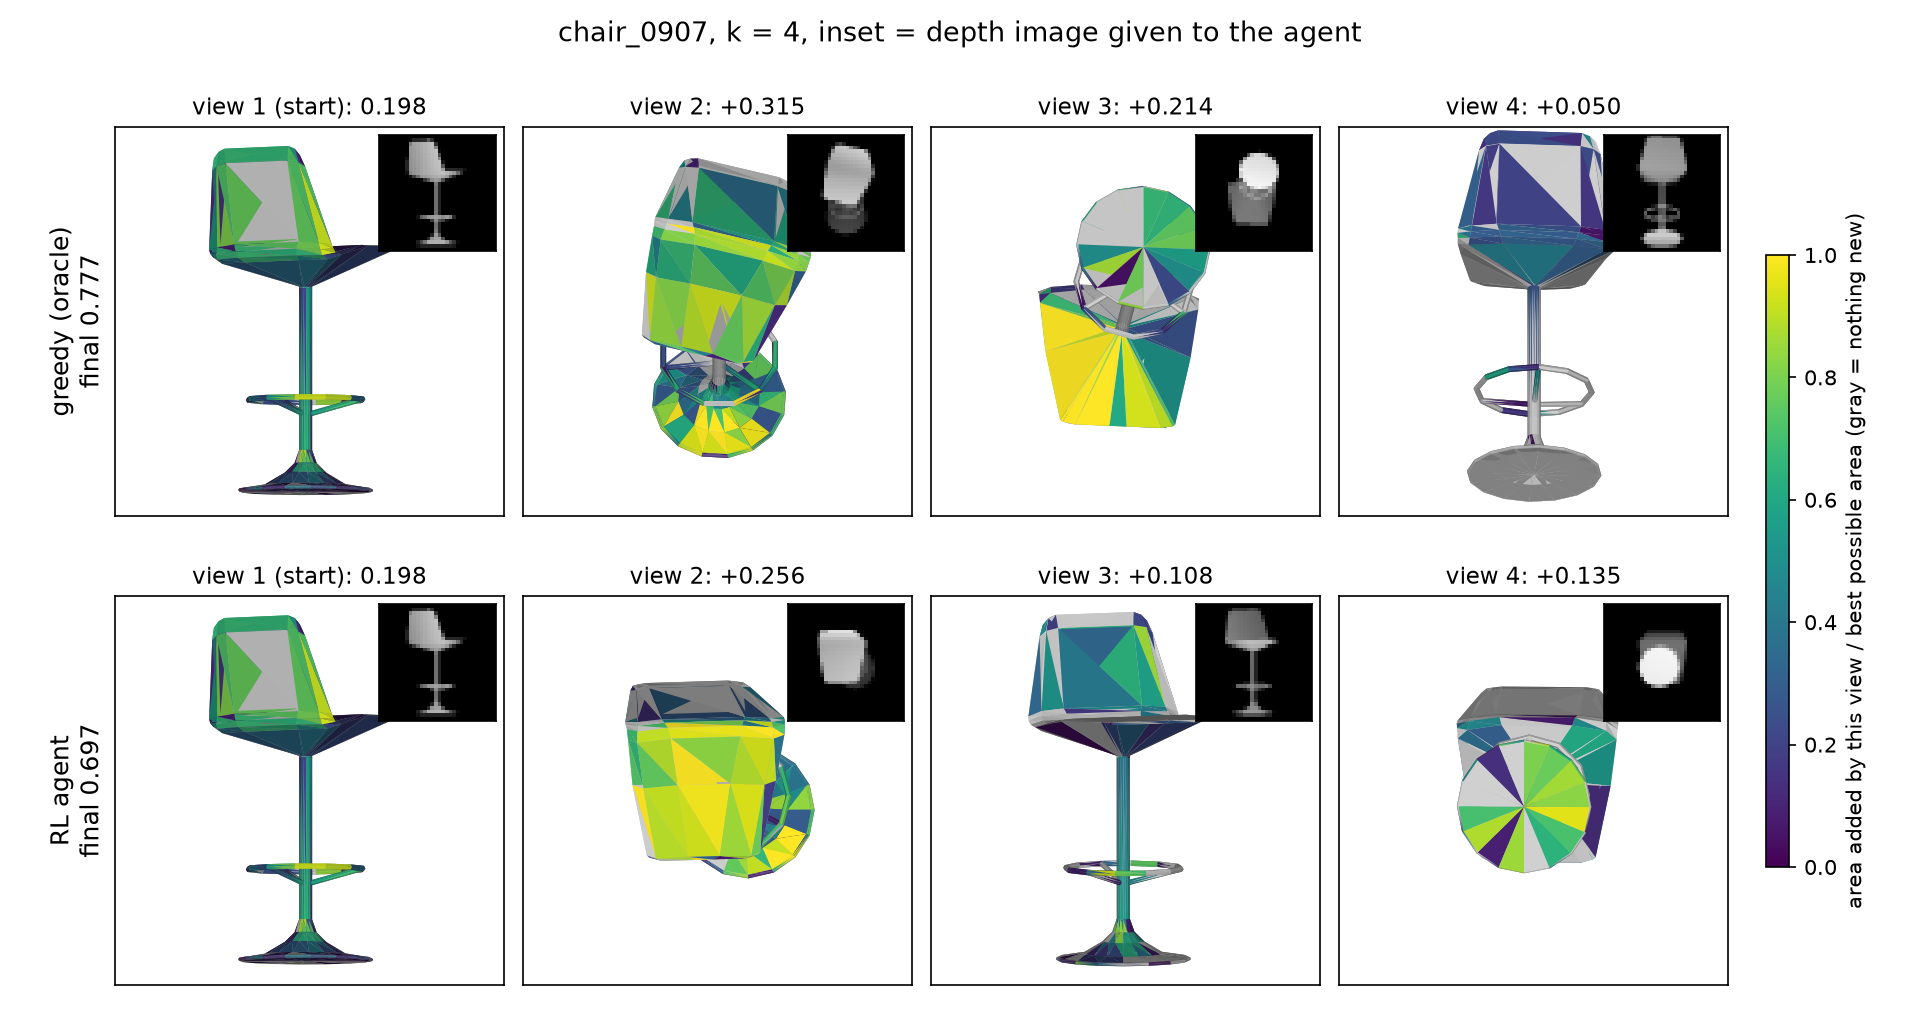 chair_0907, k = 4, inset = depth image given to the agent
view 1 (start): 0.198
view 2: +0.315
view 3: +0.214
view 4: +0.050
greedy (oracle)
final 0.777
view 1 (start): 0.198
view 2: +0.256
view 3: +0.108
view 4: +0.135
RL agent
final 0.697
1.0
0.8
0.6
0.4
0.2
0.0
area added by this view / best possible area (gray = nothing new)